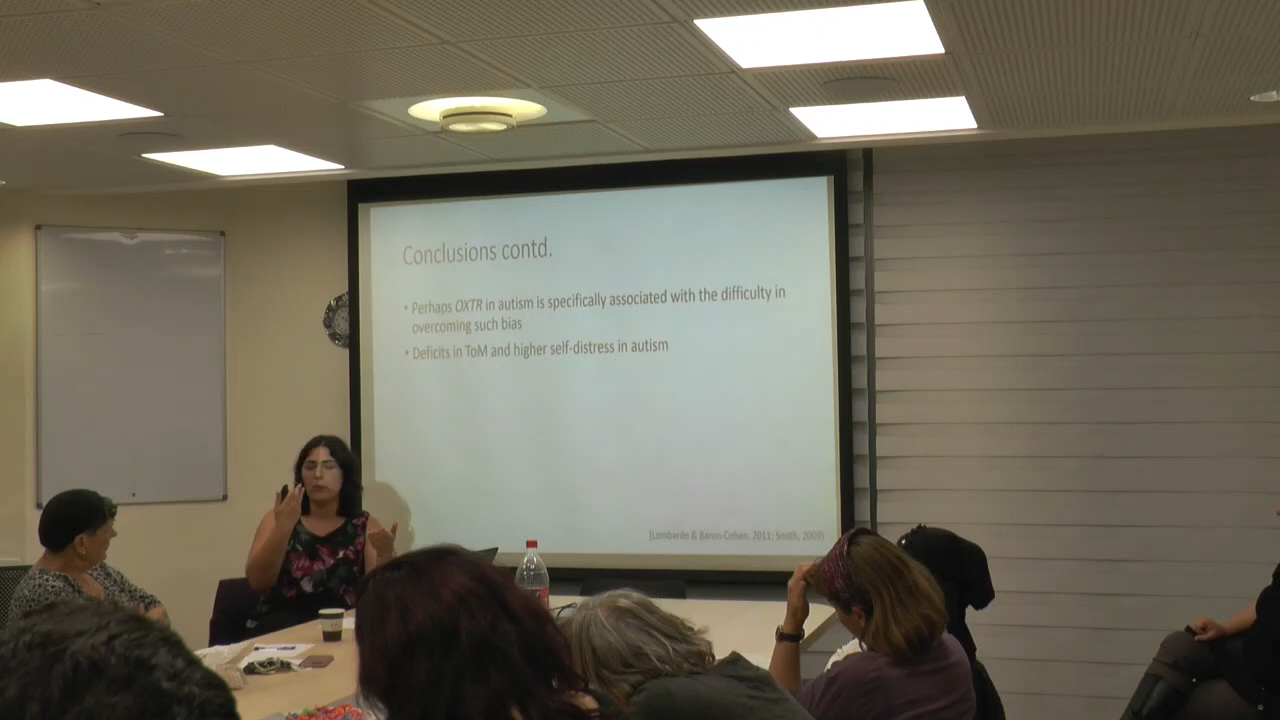 Conclusions contd.
• Perhaps OXTR in autism is specifically associated with the difficulty in
overcoming such bias
• Deficits in ToM and higher self-distress in autism
(Lombardo & Baron-Cohen, 2011; Smith, 2009)